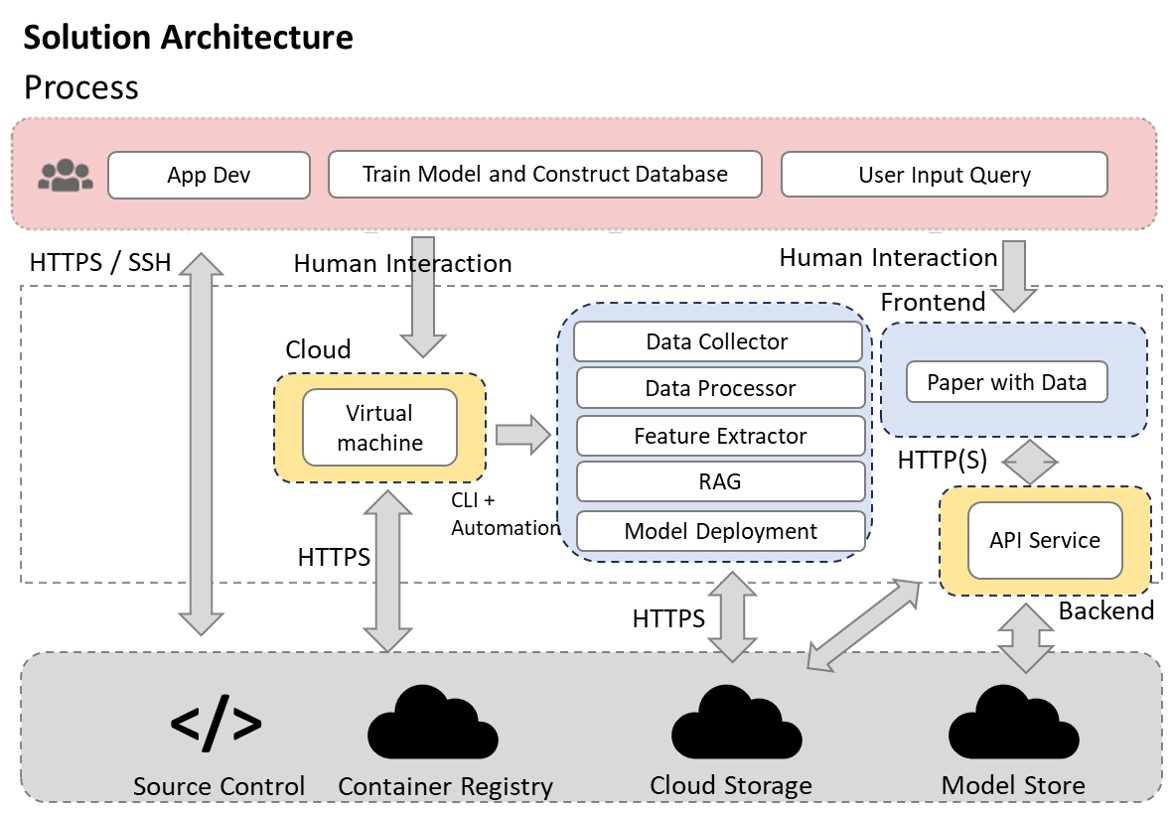 Solution Architecture
Process
App Dev
Train Model and Construct Database
User Input Query
HTTPS / SSH
Human Interaction
Human Interaction
Frontend
Cloud
Virtual
machine
CLI +
Automation
Data Collector
Data Processor
Feature Extractor
RAG
Model Deployment
Paper with Data
HTTP(S)
API Service
Backend
HTTPS
HTTPS
</>
Source Control
Container Registry
Cloud Storage
Model Store